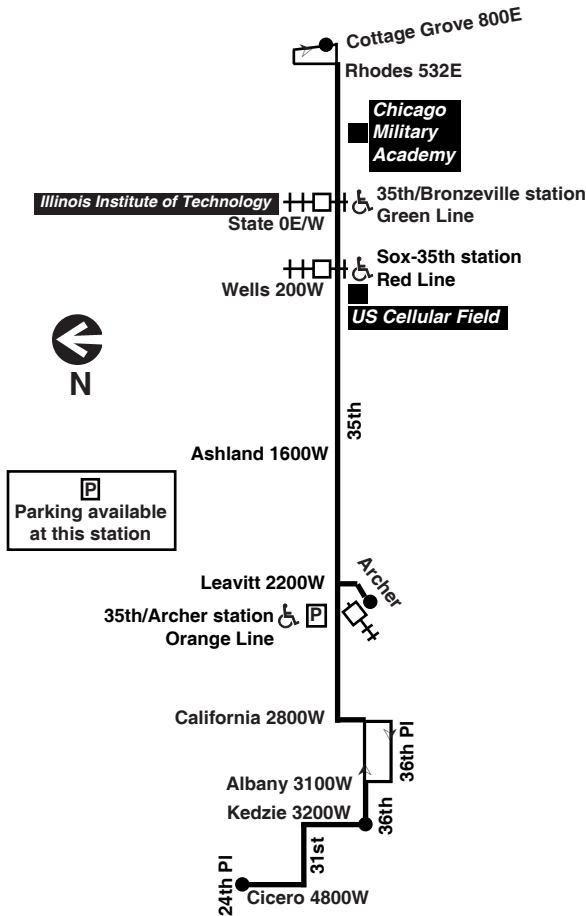 Cottage Grove 800E
Rhodes 532E
Chicago
Military
Academy
Illinois Institute of Technology
35th/Bronzeville station
Green Line
State 0E/W
Sox-35th station
Red Line
Wells 200W
US Cellular Field
N
35th
Ashland 1600W
P
Parking available
at this station
Leavitt 2200W
Archer
35th/Archer station
P
Orange Line
California 2800W
36th Pl
Albany 3100W
Kedzie 3200W
36th
31st
24th Pl
Cicero 4800W